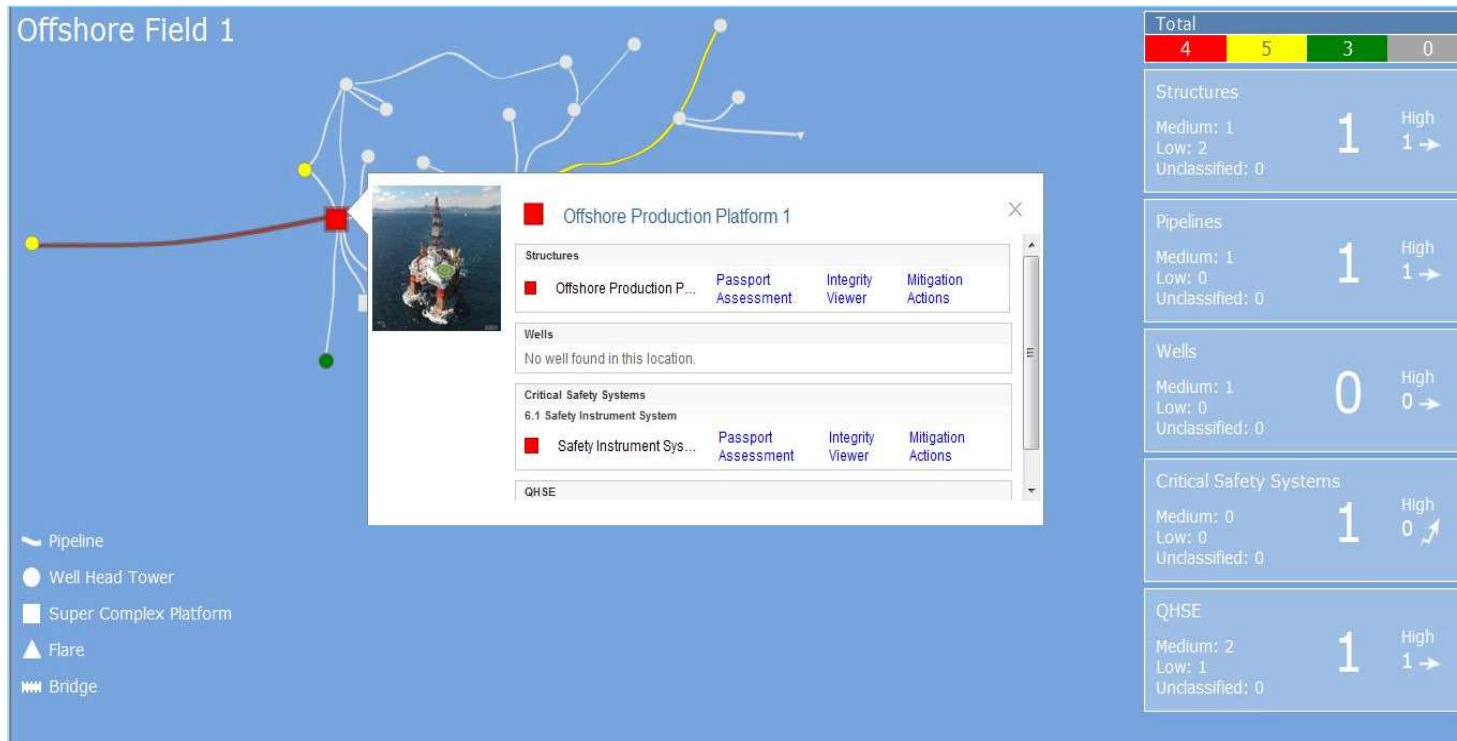 Offshore Field 1
Offshore Production Platform 1
Structures
Offshore Production P... Passport Assessment Integrity Viewer Mitigation Actions
Wells
No well found in this location.
Critical Safety Systems
6.1 Safety Instrument System
Safety Instrument Sys... Passport Assessment Integrity Viewer Mitigation Actions
QHSE
Pipeline
Well Head Tower
Super Complex Platform
Flare
Bridge
Total
4 5 3 0
Structures
Medium: 1
Low: 2
Unclassified: 0
1
High
1
Pipelines
Medium: 1
Low: 0
Unclassified: 0
1
High
1
Wells
Medium: 1
Low: 0
Unclassified: 0
0
High
0
Critical Safety Systems
Medium: 0
Low: 0
Unclassified: 0
1
High
0
QHSE
Medium: 2
Low: 1
Unclassified: 0
1
High
1